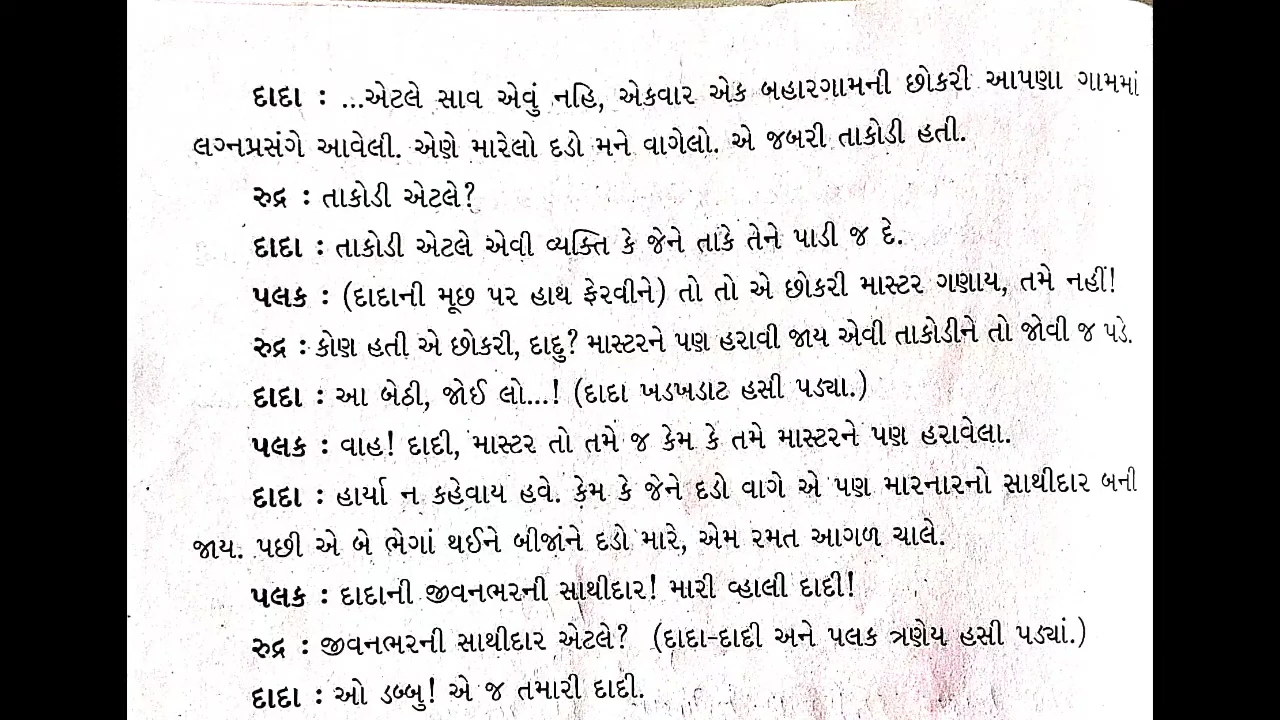 દાદા : ...એટલે સાવ એવું નહિ, એકવાર એક બહારગામની છોકરી આપણા ગામમાં
લગ્નપ્રસંગે આવેલી. એણે મારેલો દડો મને વાગેલો. એ જબરી તાકોડી હતી.
રુદ્ર : તાકોડી એટલે?
દાદા : તાકોડી એટલે એવી વ્યક્તિ કે જેને તાકે તેને પાડી જ દે.
પલક : (દાદાની મૂછ પર હાથ ફેરવીને) તો તો એ છોકરી માસ્ટર ગણાય, તમે નહીં!
રુદ્ર : કોણ હતી એ છોકરી, દાદુ? માસ્ટરને પણ હરાવી જાય એવી તાકોડીને તો જોવી જ પડે.
દાદા : આ બેઠી, જોઈ લો...! (દાદા ખડખડાટ હસી પડ્યા.)
પલક : વાહ! દાદી, માસ્ટર તો તમે જ કેમ કે તમે માસ્ટરને પણ હરાવેલા.
દાદા : હાર્યા ન કહેવાય હવે. કેમ કે જેને દડો વાગે એ પણ મારનારનો સાથીદાર બની
જાય. પછી એ બે ભેગાં થઈને બીજાંને દડો મારે, એમ રમત આગળ ચાલે.
પલક : દાદાની જીવનભરની સાથીદાર! મારી વ્હાલી દાદી!
રુદ્ર : જીવનભરની સાથીદાર એટલે? (દાદા-દાદી અને પલક ત્રણેય હસી પડ્યાં.)
દાદા : ઓ ડબ્બુ! એ જ તમારી દાદી.